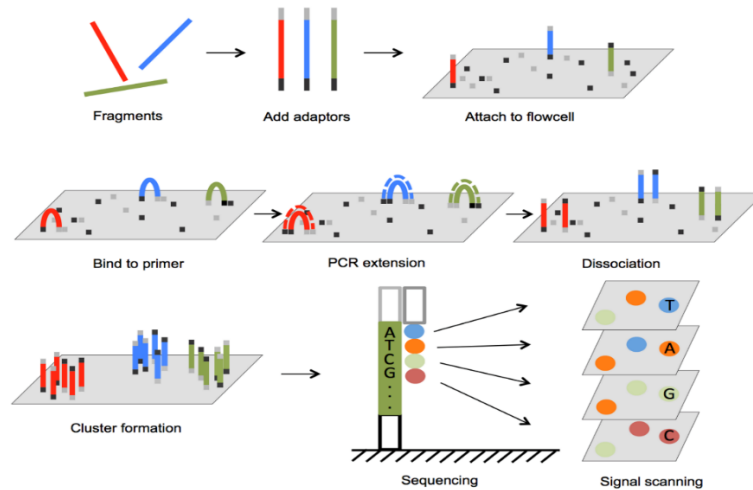 Fragments
Add adaptors
Attach to flowcell
Bind to primer
PCR extension
Dissociation
Cluster formation
A
T
C
G
.
.
.
Sequencing
T
A
G
C
Signal scanning